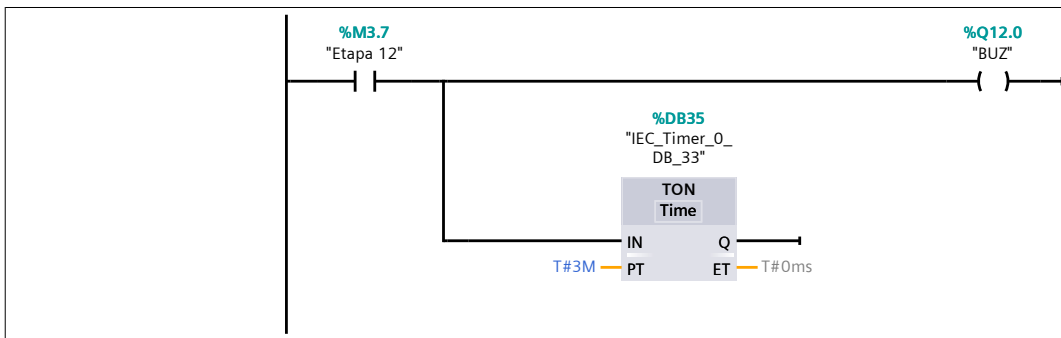 %M3.7
"Etapa 12"
%Q12.0
"BUZ"
%DB35
"IEC_Timer_0_
DB_33"
TON
Time
IN Q
T#3M PT ET T#0ms